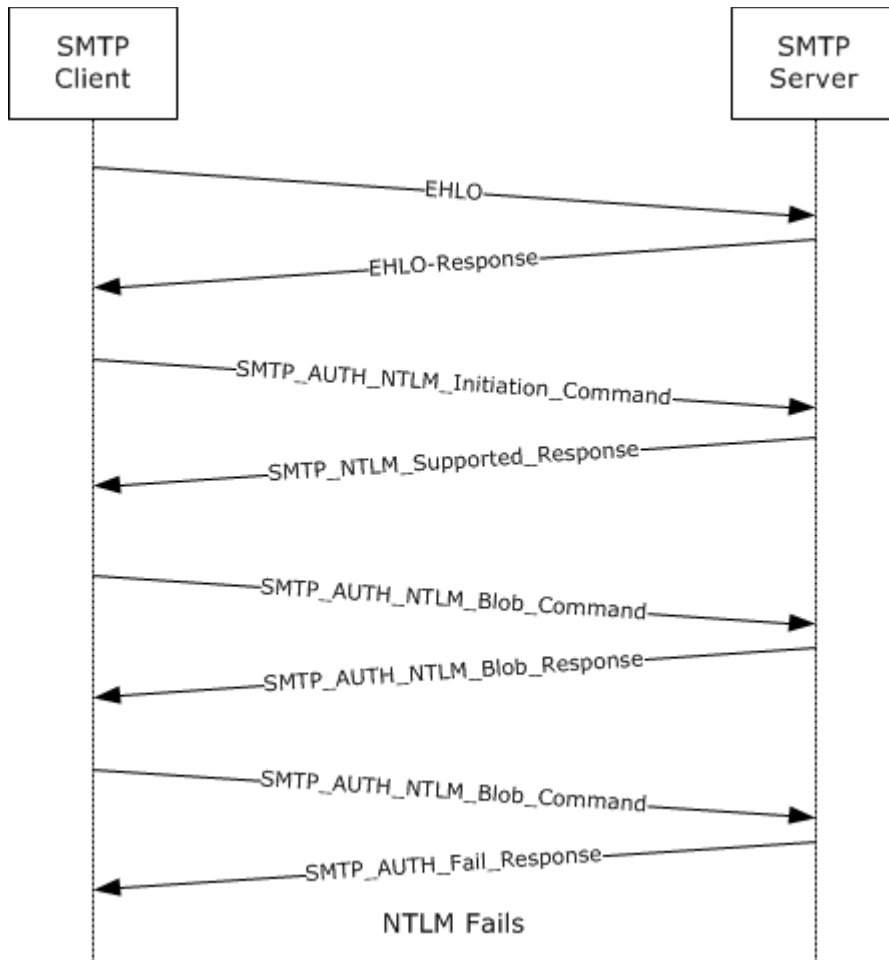 SMTP
Client
SMTP
Server
EHLO
EHLO-Response
SMTP_AUTH_NTLM_Initiation_Command
SMTP_NTLM_Supported_Response
SMTP_AUTH_NTLM_Blob_Command
SMTP_AUTH_NTLM_Blob_Response
SMTP_AUTH_NTLM_Blob_Command
SMTP_AUTH_Fail_Response
NTLM Fails